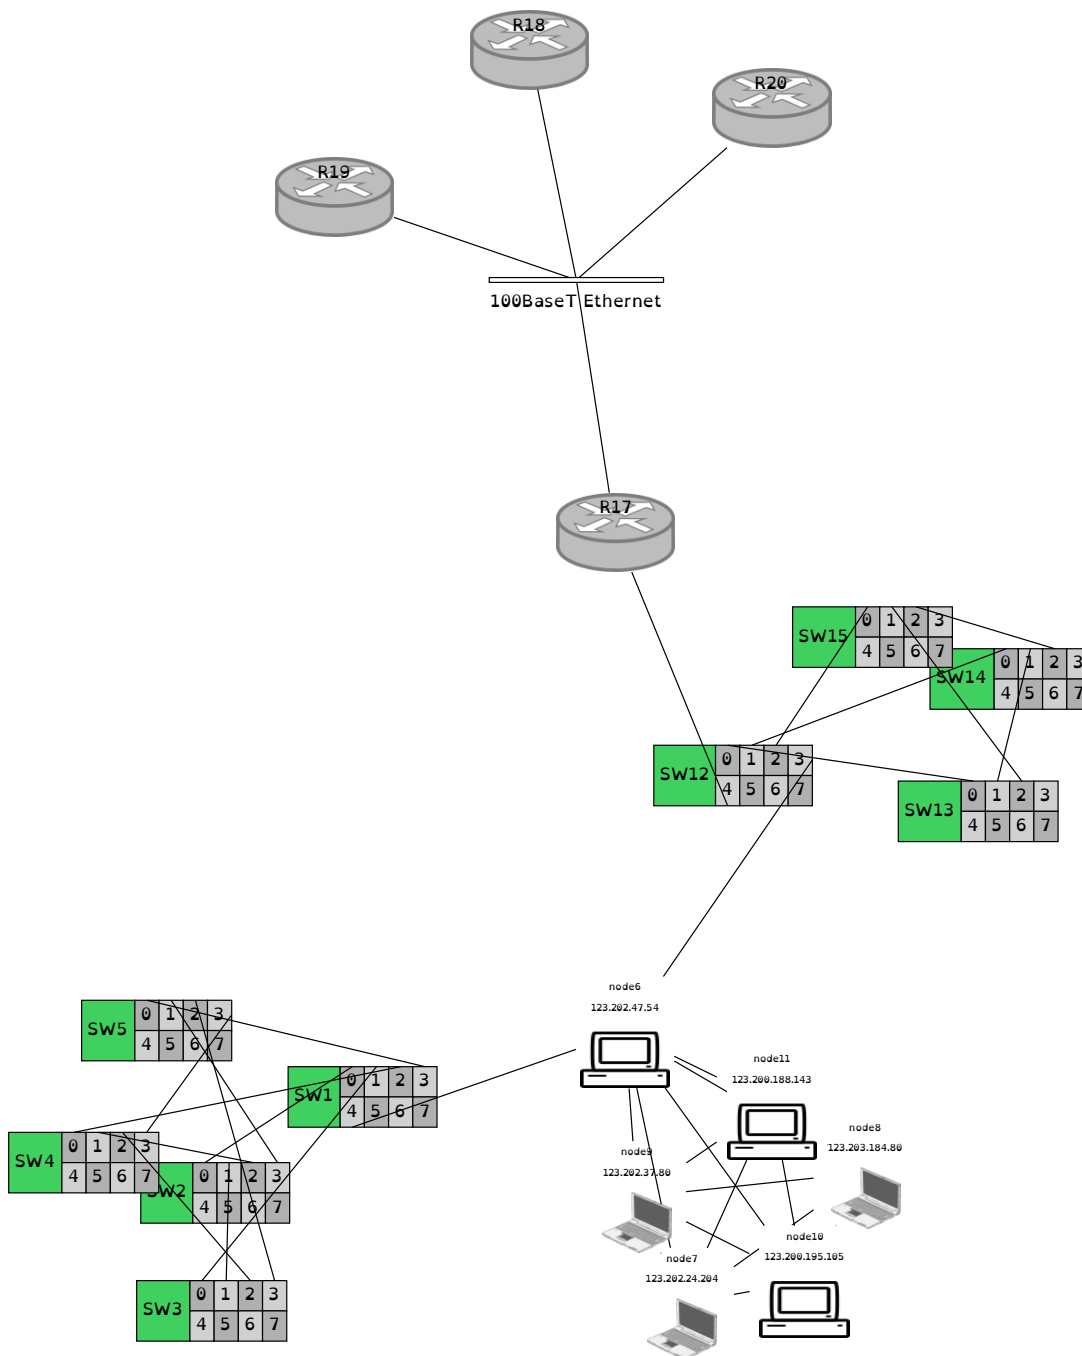 R18
R20
R19
100BaseT Ethernet
R17
SW15 0 1 2 3
4 5 6 7
SW14 0 1 2 3
4 5 6 7
SW12 0 1 2 3
4 5 6 7
SW13 0 1 2 3
4 5 6 7
node6
123.202.47.54
SW5 0 1 2 3
4 5 6 7
node11
123.200.188.143
SW1 0 1 2 3
4 5 6 7
node8
123.203.184.80
SW4 0 1 2 3
4 5 6 7
node9
123.202.37.80
SW2 0 1 2 3
4 5 6 7
node10
123.200.195.105
node7
123.202.24.204
SW3 0 1 2 3
4 5 6 7